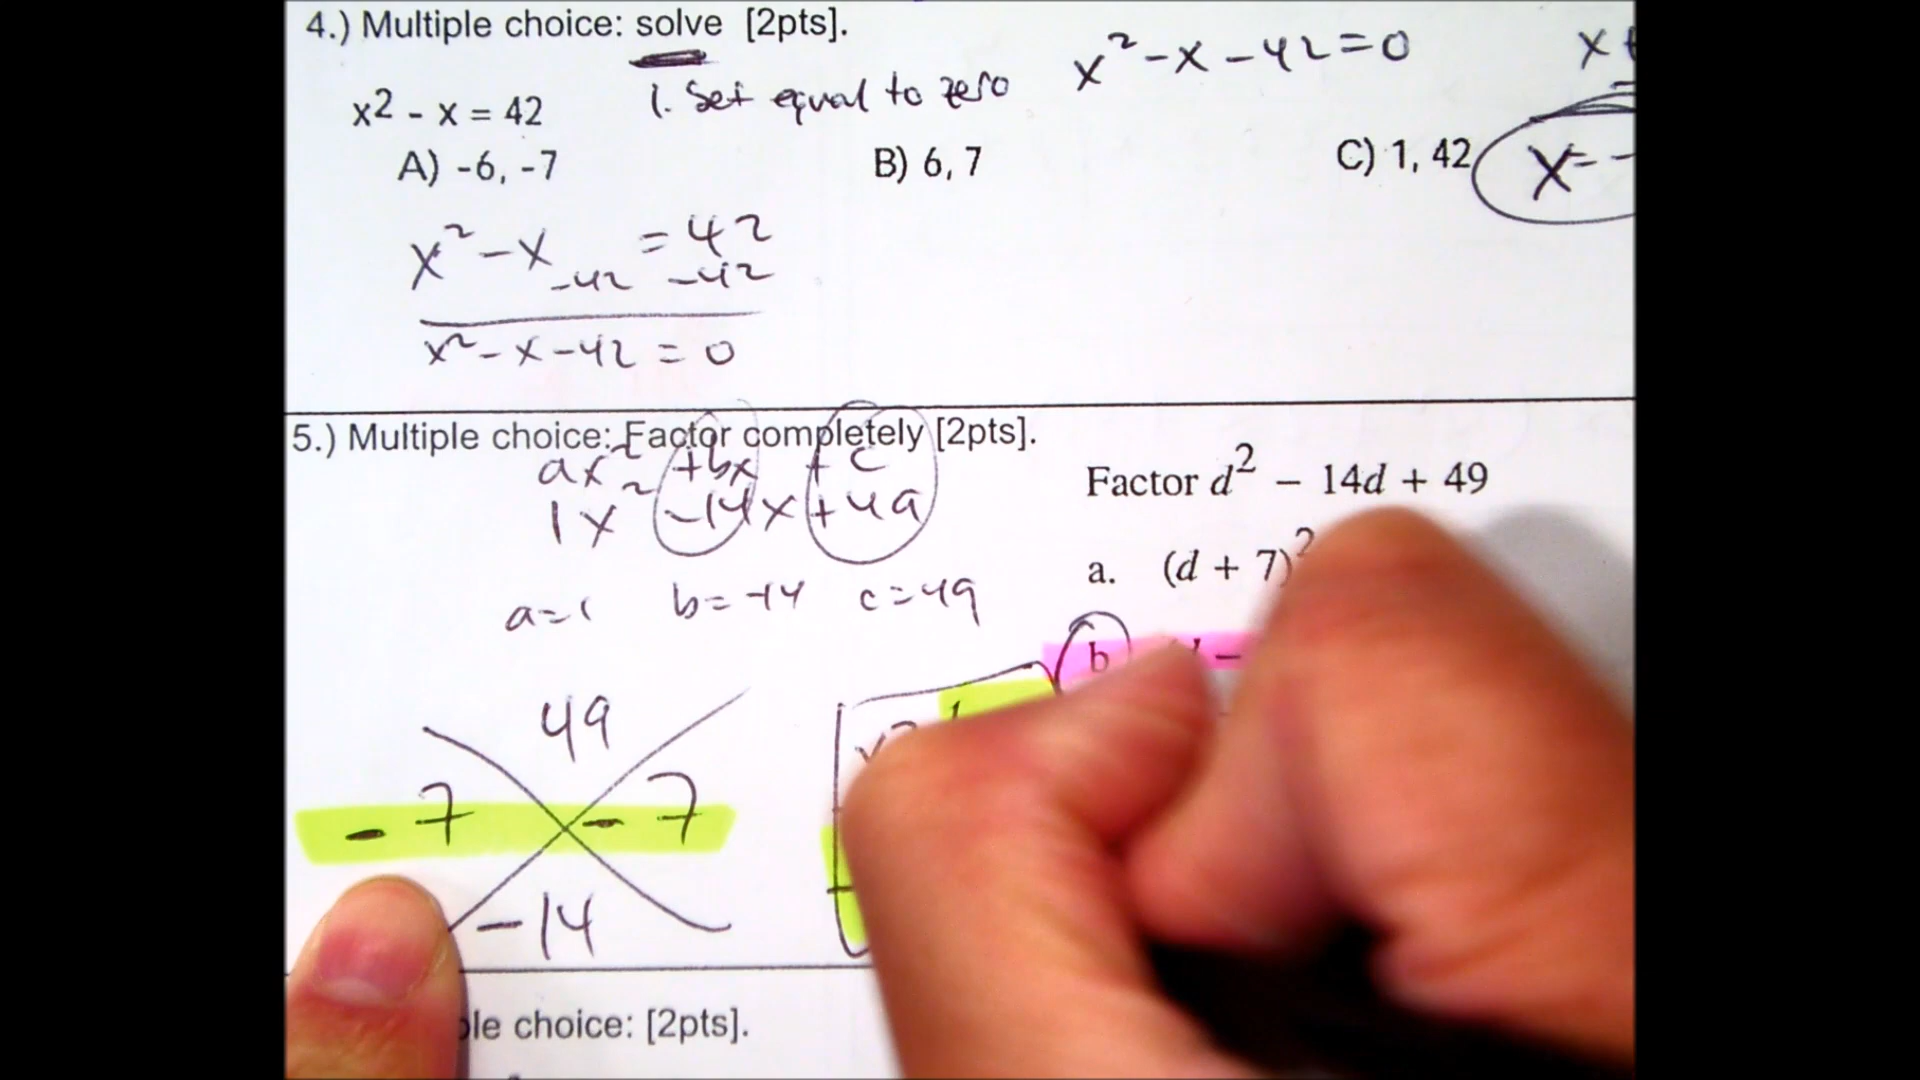 4.) Multiple choice: solve [2pts].
x² - x = 42
1. Set equal to zero
x² - x - 42 = 0
x
A) -6, -7
B) 6, 7
C) 1, 42
x = -
x² - x = 42
-42 -42
x² - x - 42 = 0
5.) Multiple choice: Factor completely [2pts].
ax² + bx + c
1x² - 14x + 49
a = 1 b = -14 c = 49
Factor d² − 14d + 49
a. (d + 7)²
b −
49
- 7 - 7
-14
x²
le choice: [2pts].